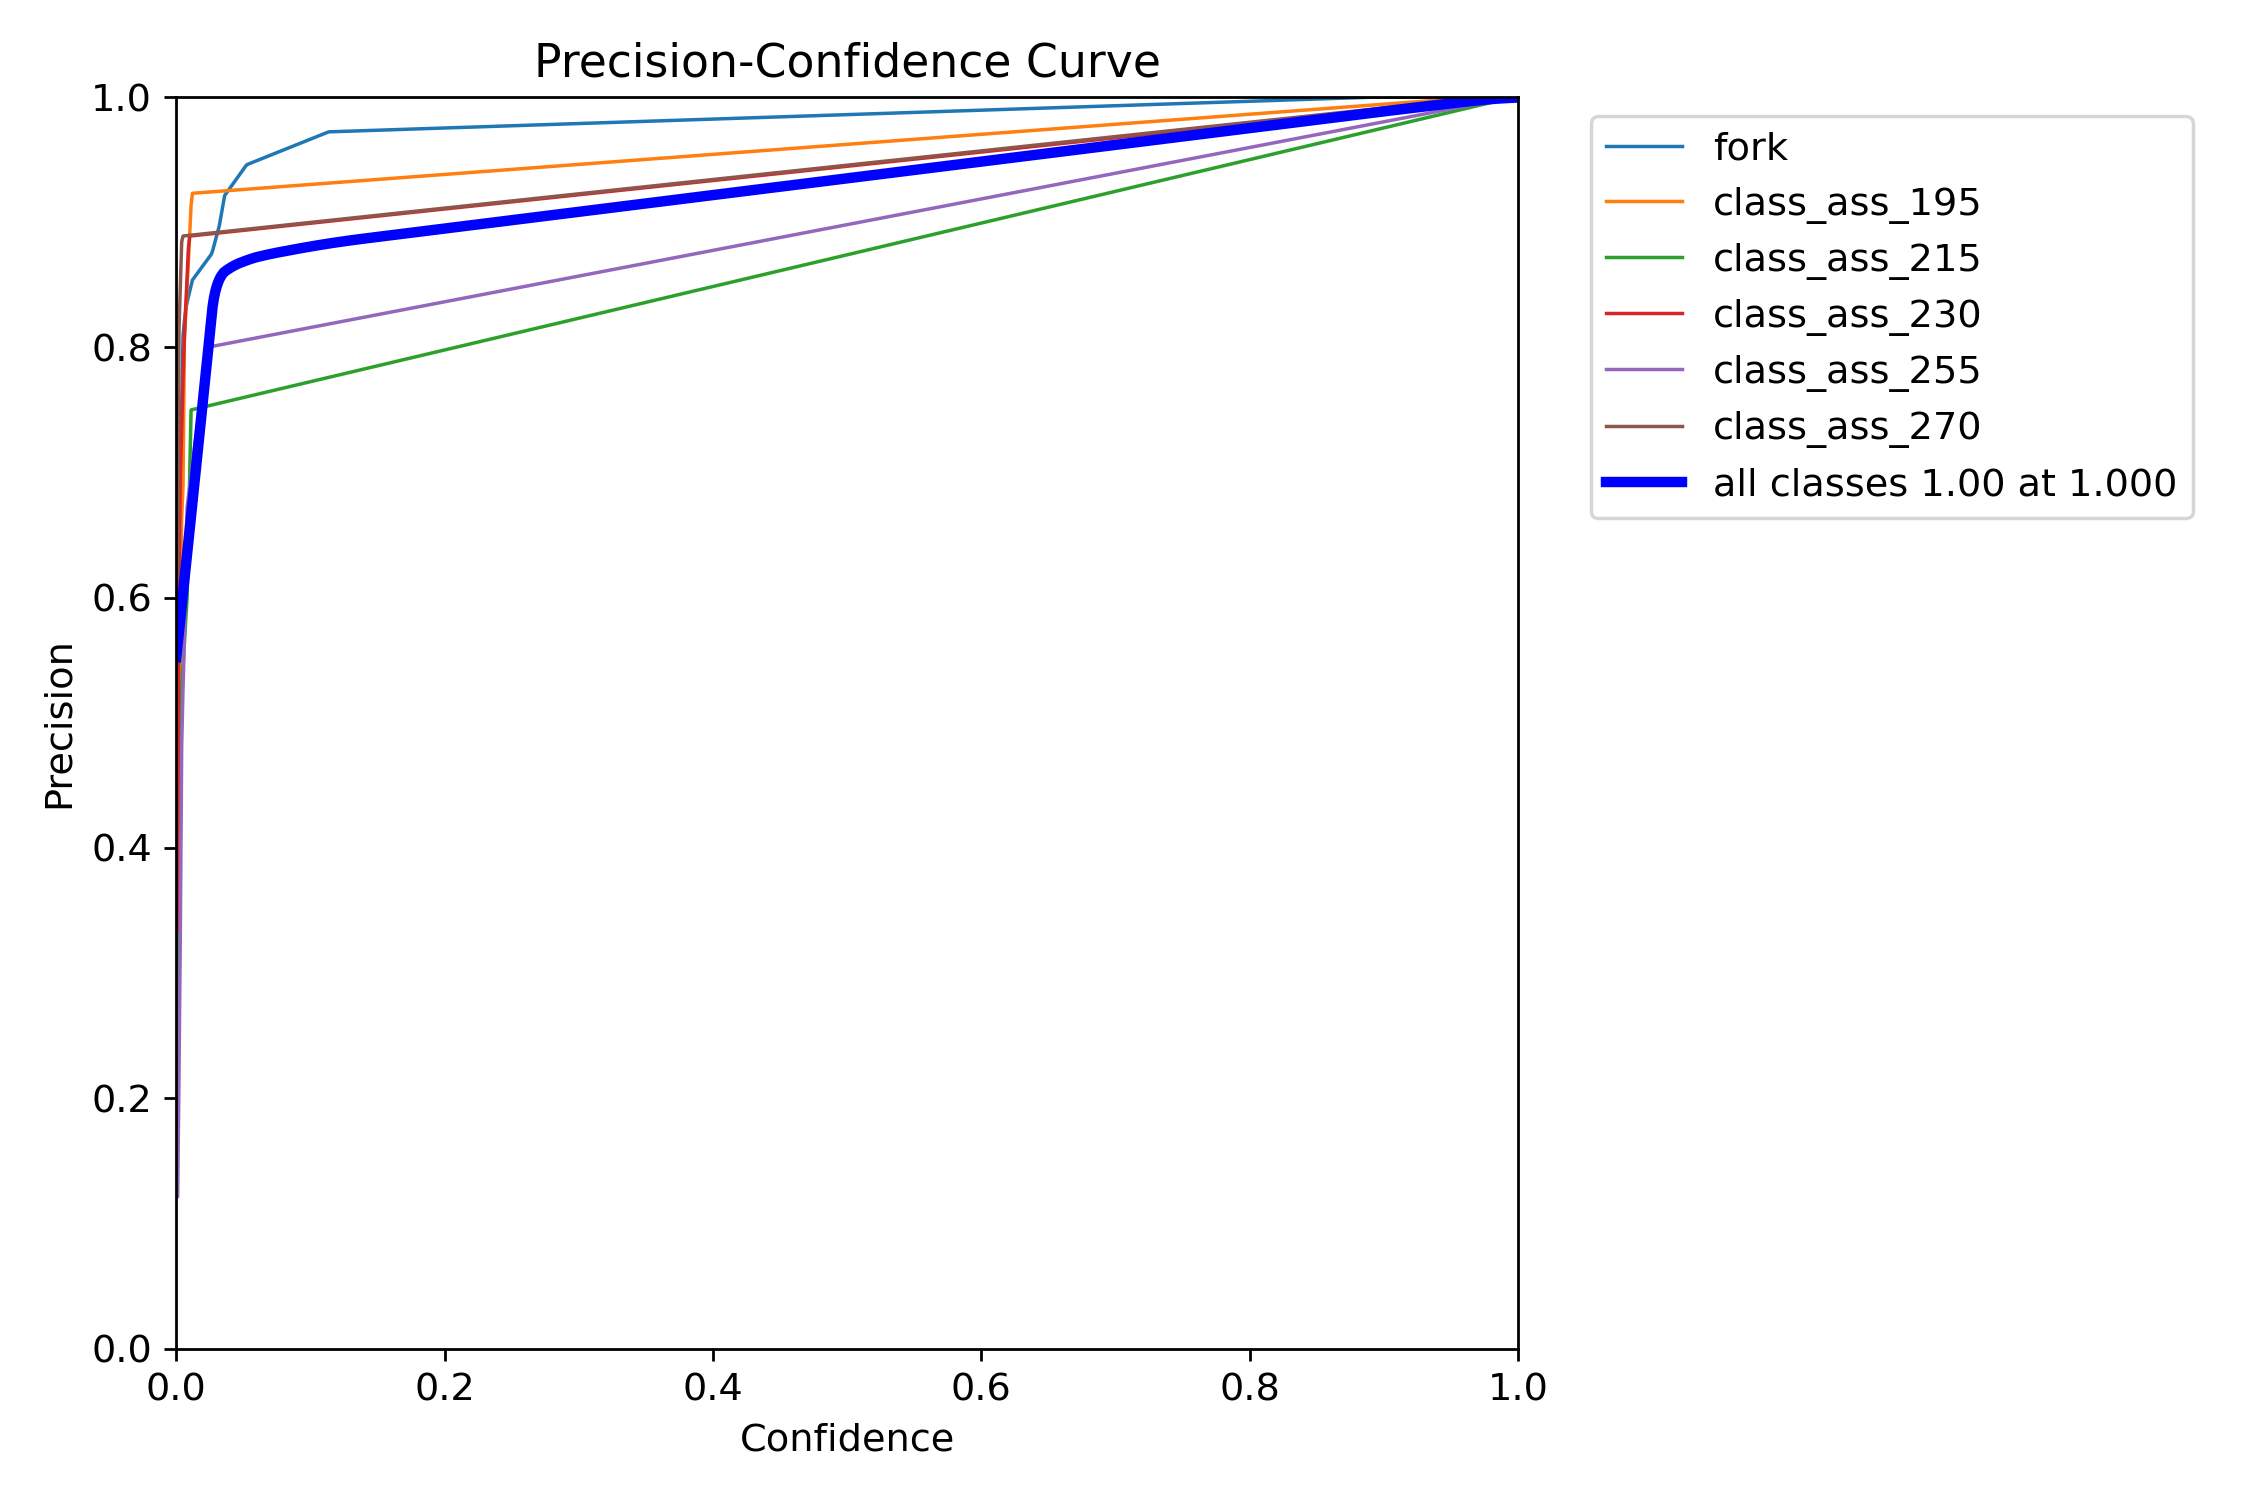 Precision-Confidence Curve
1.0
0.8
0.6
0.4
0.2
0.0
Precision
0.0 0.2 0.4 0.6 0.8 1.0
Confidence
fork
class_ass_195
class_ass_215
class_ass_230
class_ass_255
class_ass_270
all classes 1.00 at 1.000